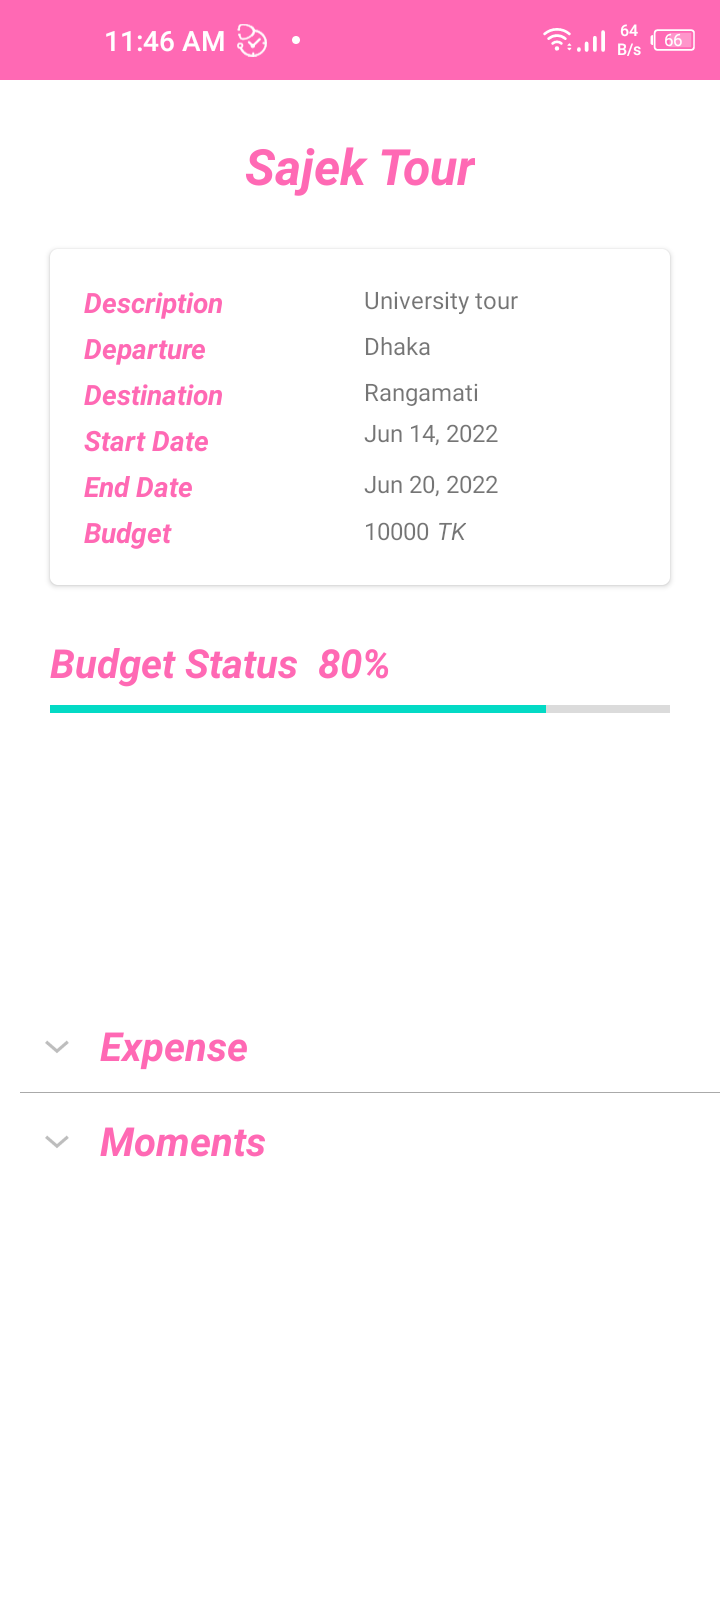 11:46 AM 64 B/s 66
Sajek Tour
Description University tour
Departure Dhaka
Destination Rangamati
Start Date Jun 14, 2022
End Date Jun 20, 2022
Budget 10000 TK
Budget Status 80%
Expense
Moments